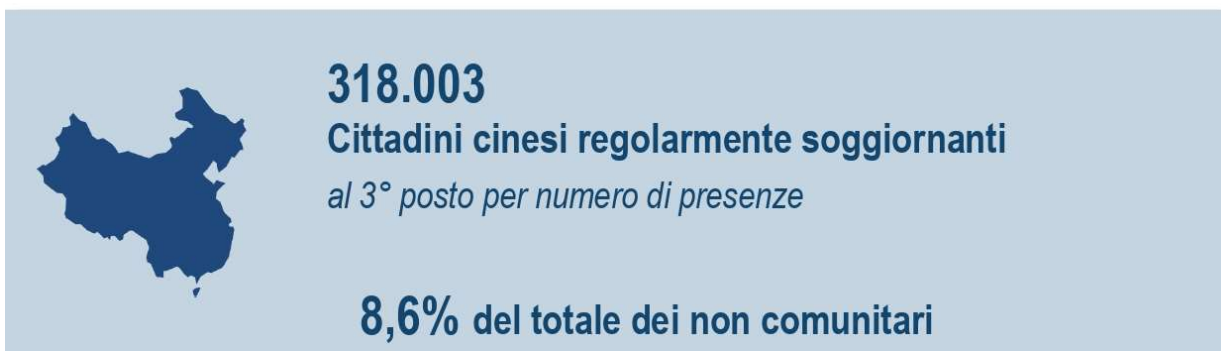 318.003
Cittadini cinesi regolarmente soggiornanti
al 3° posto per numero di presenze
8,6% del totale dei non comunitari